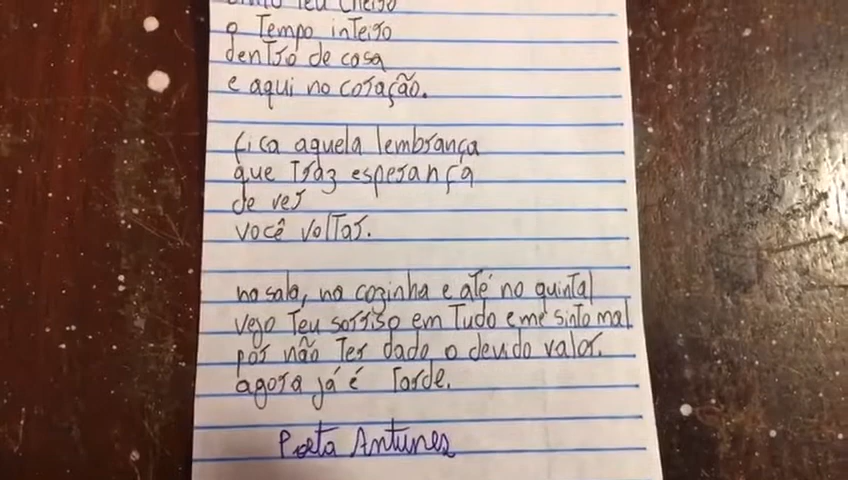 teu cheiro
o tempo inteiro
dentro de casa
e aqui no coração.
fica aquela lembrança
que traz esperança
de ver
você voltar.
na sala, na cozinha e até no quintal
vejo teu sorriso em tudo e me sinto mal
por não ter dado o devido valor.
agora já é tarde.
Poeta Antunes